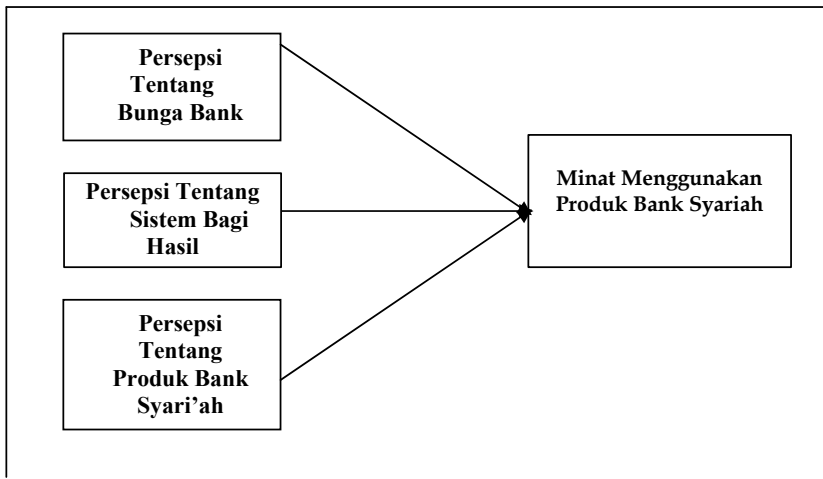 Persepsi
Tentang
Bunga Bank
Persepsi Tentang
Sistem Bagi
Hasil
Persepsi
Tentang
Produk Bank
Syari’ah
Minat Menggunakan
Produk Bank Syariah